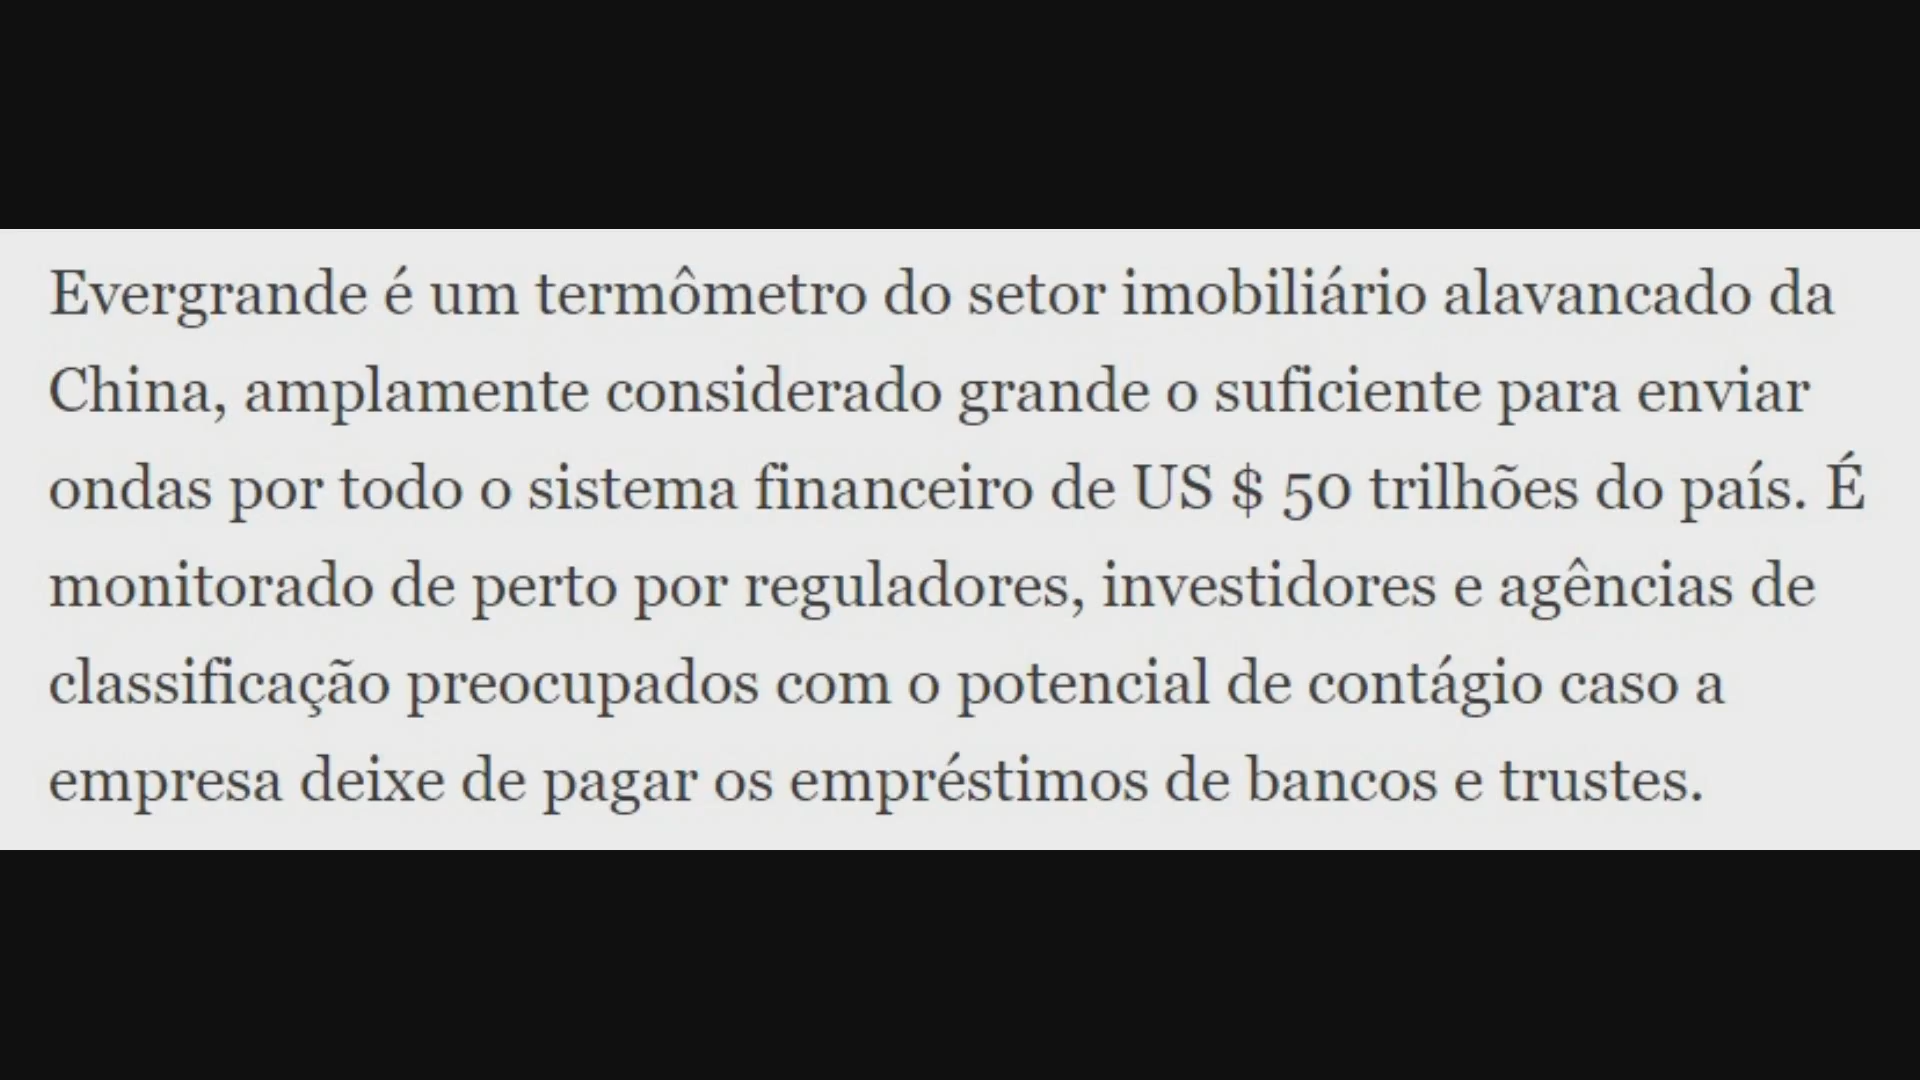 Evergrande é um termômetro do setor imobiliário alavancado da
China, amplamente considerado grande o suficiente para enviar
ondas por todo o sistema financeiro de US $ 50 trilhões do país. É
monitorado de perto por reguladores, investidores e agências de
classificação preocupados com o potencial de contágio caso a
empresa deixe de pagar os empréstimos de bancos e trustes.